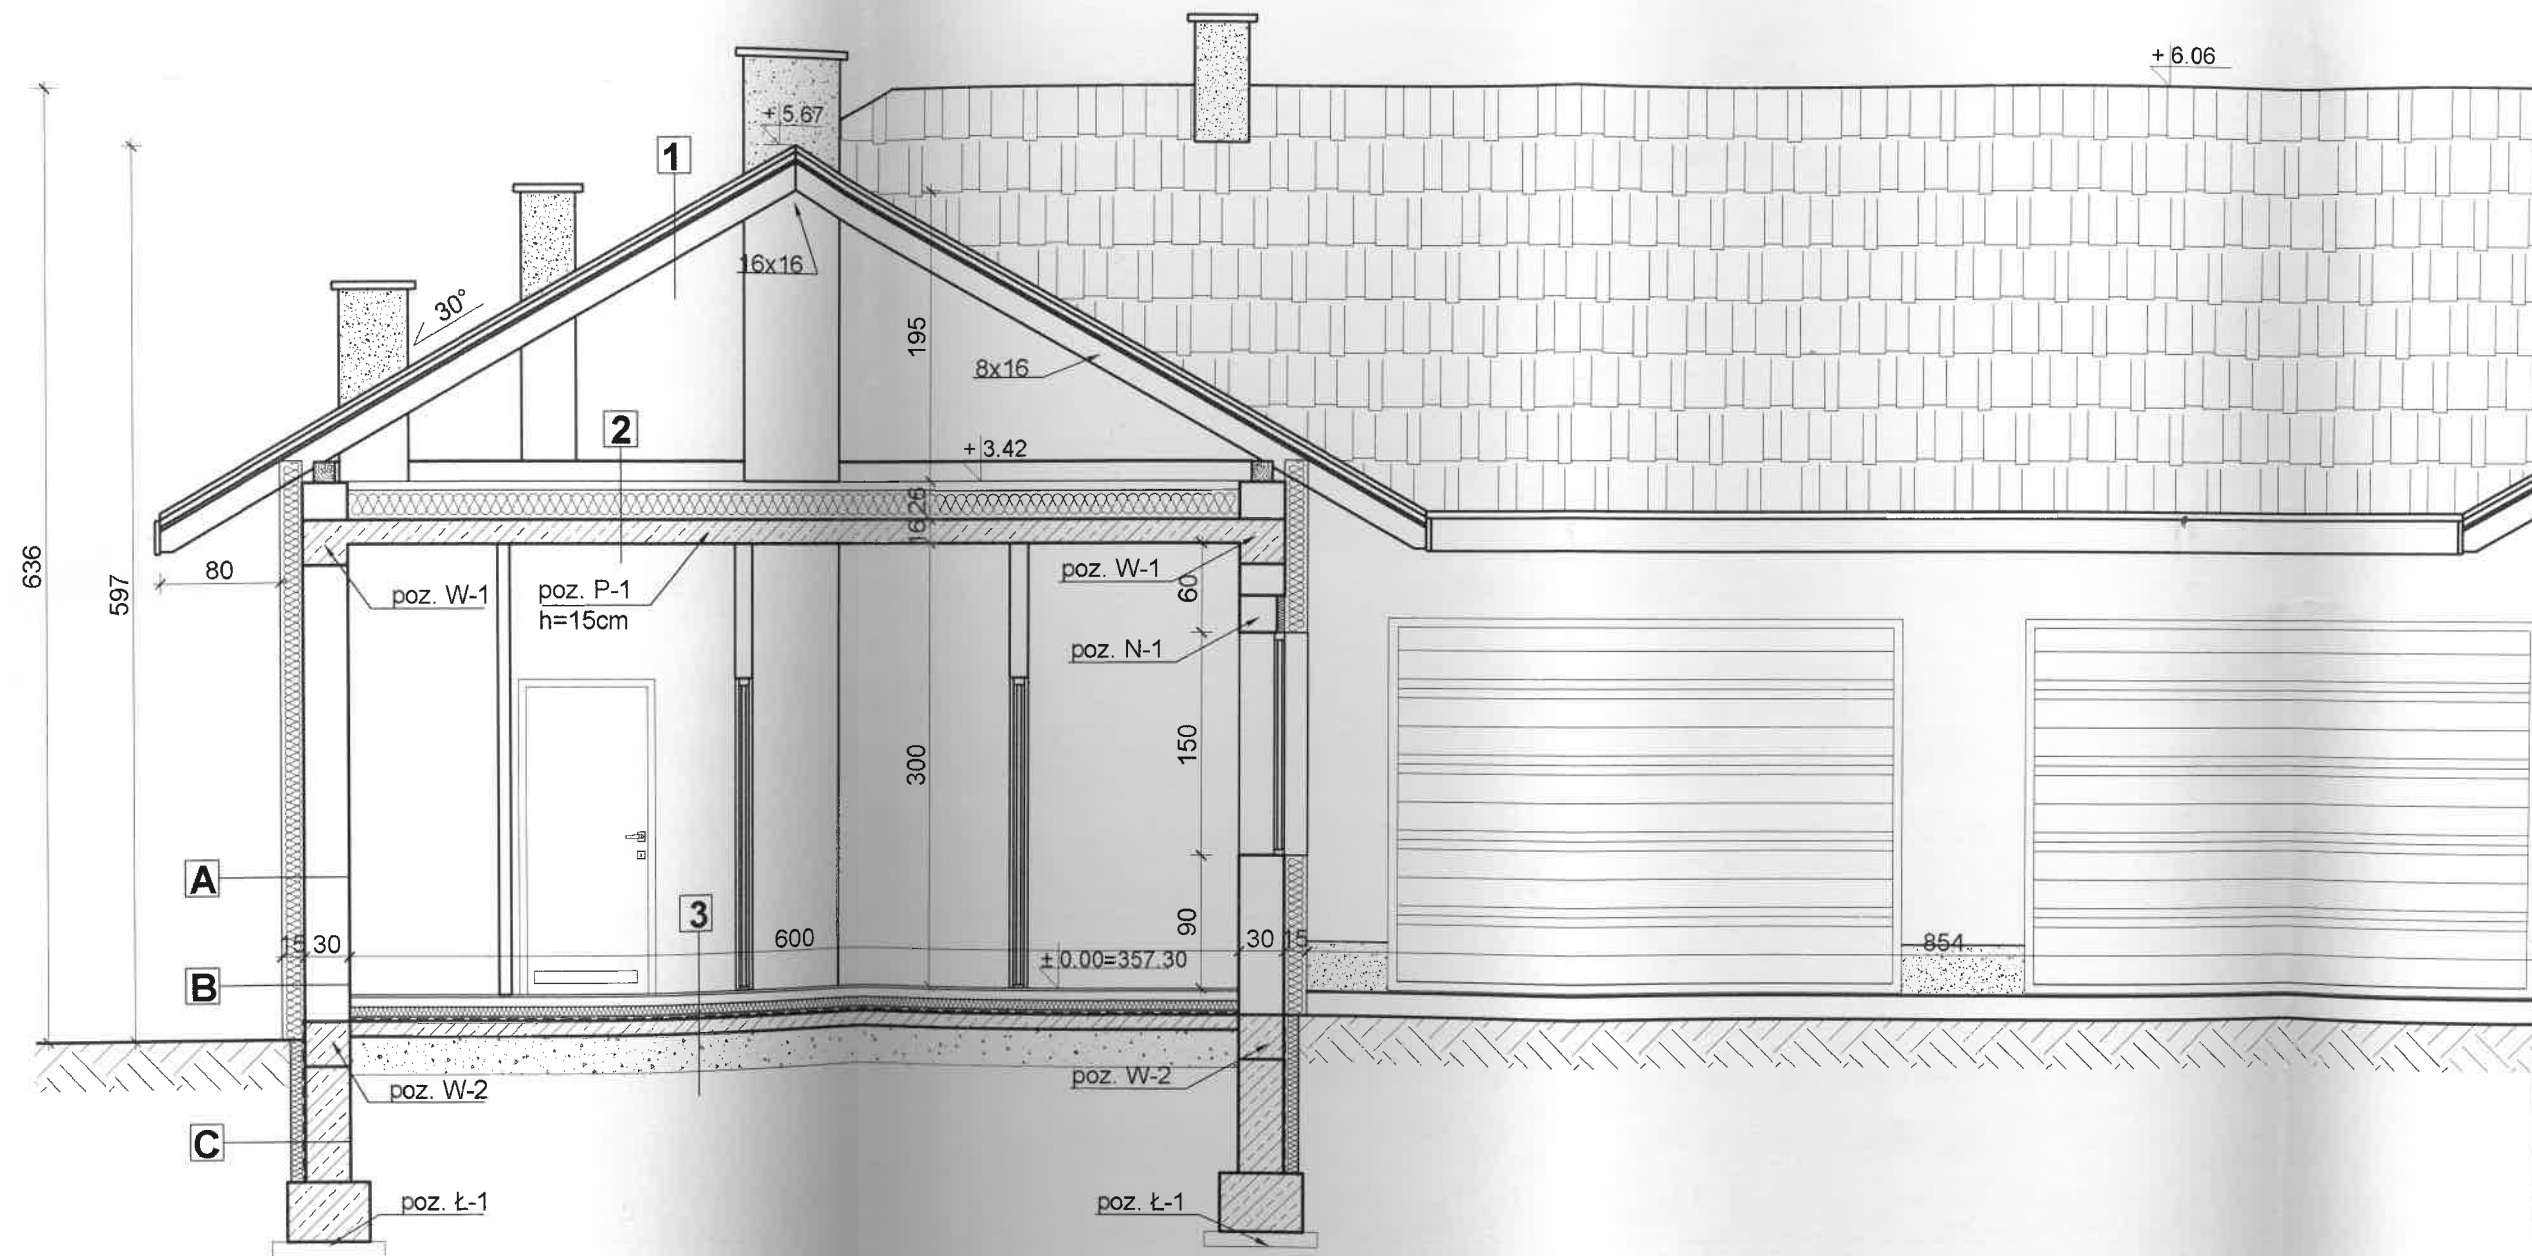 +6.06
+5.67
1
16x16
30°
195
8x16
2
+3.42
26
16
636
597
80
poz. W-1
poz. P-1
h=15cm
poz. W-1
60
poz. N-1
150
300
A
3
90
15
30
600
30
15
854
±0.00=357.30
B
poz. W-2
poz. W-2
C
poz. Ł-1
poz. Ł-1